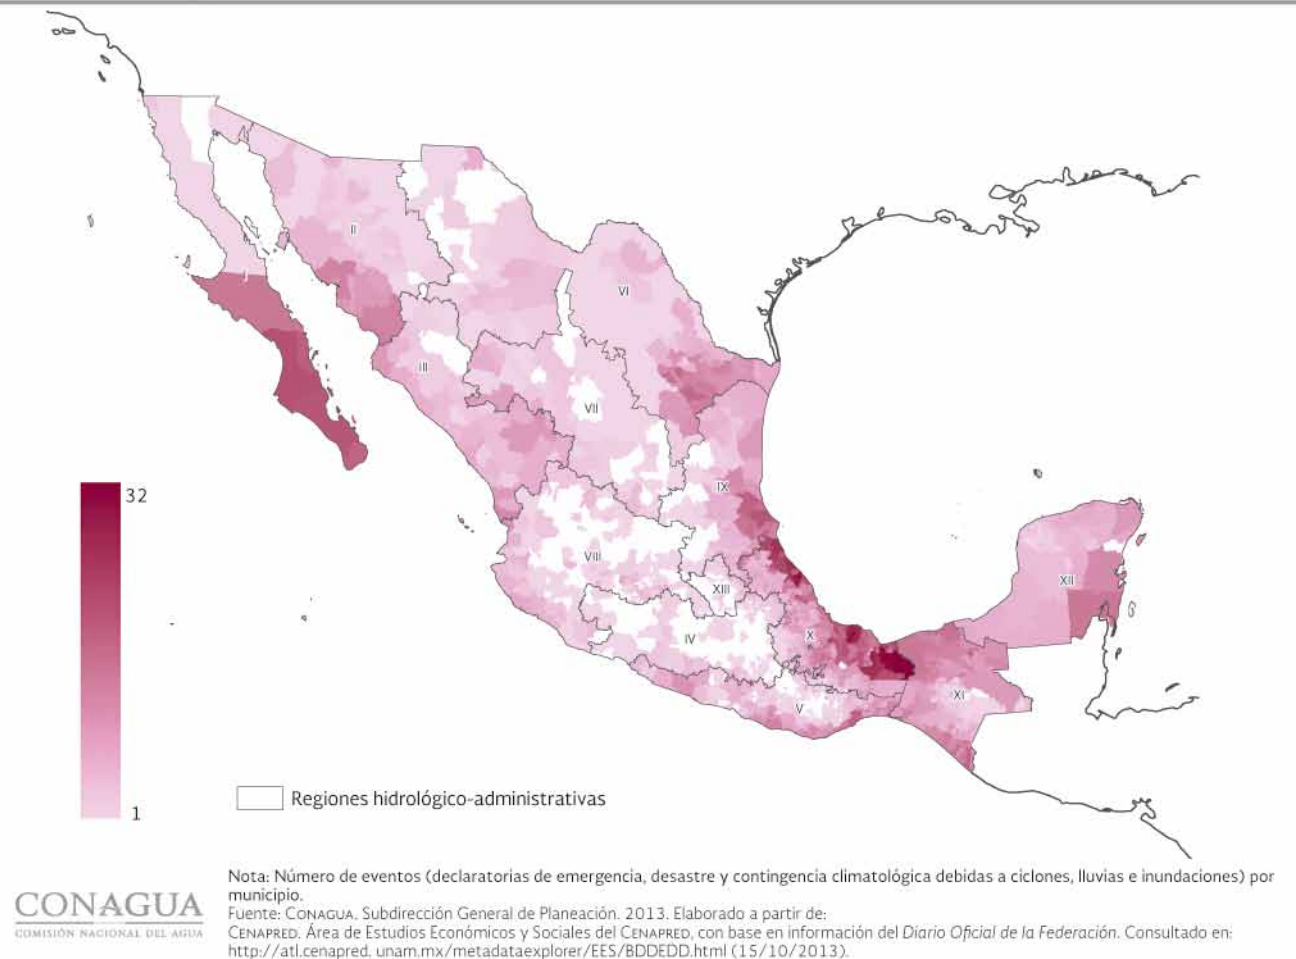 II
VI
I
III
VII
32
IX
VIII
XII
XIII
X
IV
XI
V
Regiones hidrológico-administrativas
1
Nota: Número de eventos (declaratorias de emergencia, desastre y contingencia climatológica debidas a ciclones, lluvias e inundaciones) por
municipio.
Fuente: CONAGUA. Subdirección General de Planeación. 2013. Elaborado a partir de:
CENAPRED. Área de Estudios Económicos y Sociales del CENAPRED, con base en información del Diario Oficial de la Federación. Consultado en:
http://atl.cenapred. unam.mx/metadataexplorer/EES/BDDEDD.html (15/10/2013).
CONAGUA
COMISIÓN NACIONAL DEL AGUA